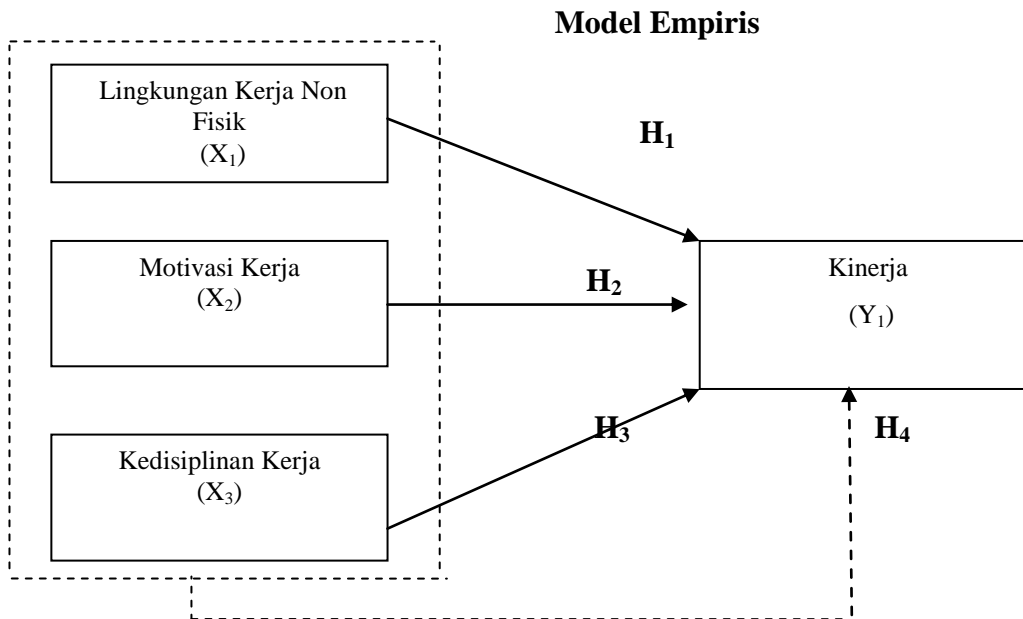 Model Empiris
Lingkungan Kerja Non
Fisik
(X₁)
H₁
Motivasi Kerja
(X₂)
H₂
Kinerja
(Y₁)
Kedisiplinan Kerja
(X₃)
H₃
H₄